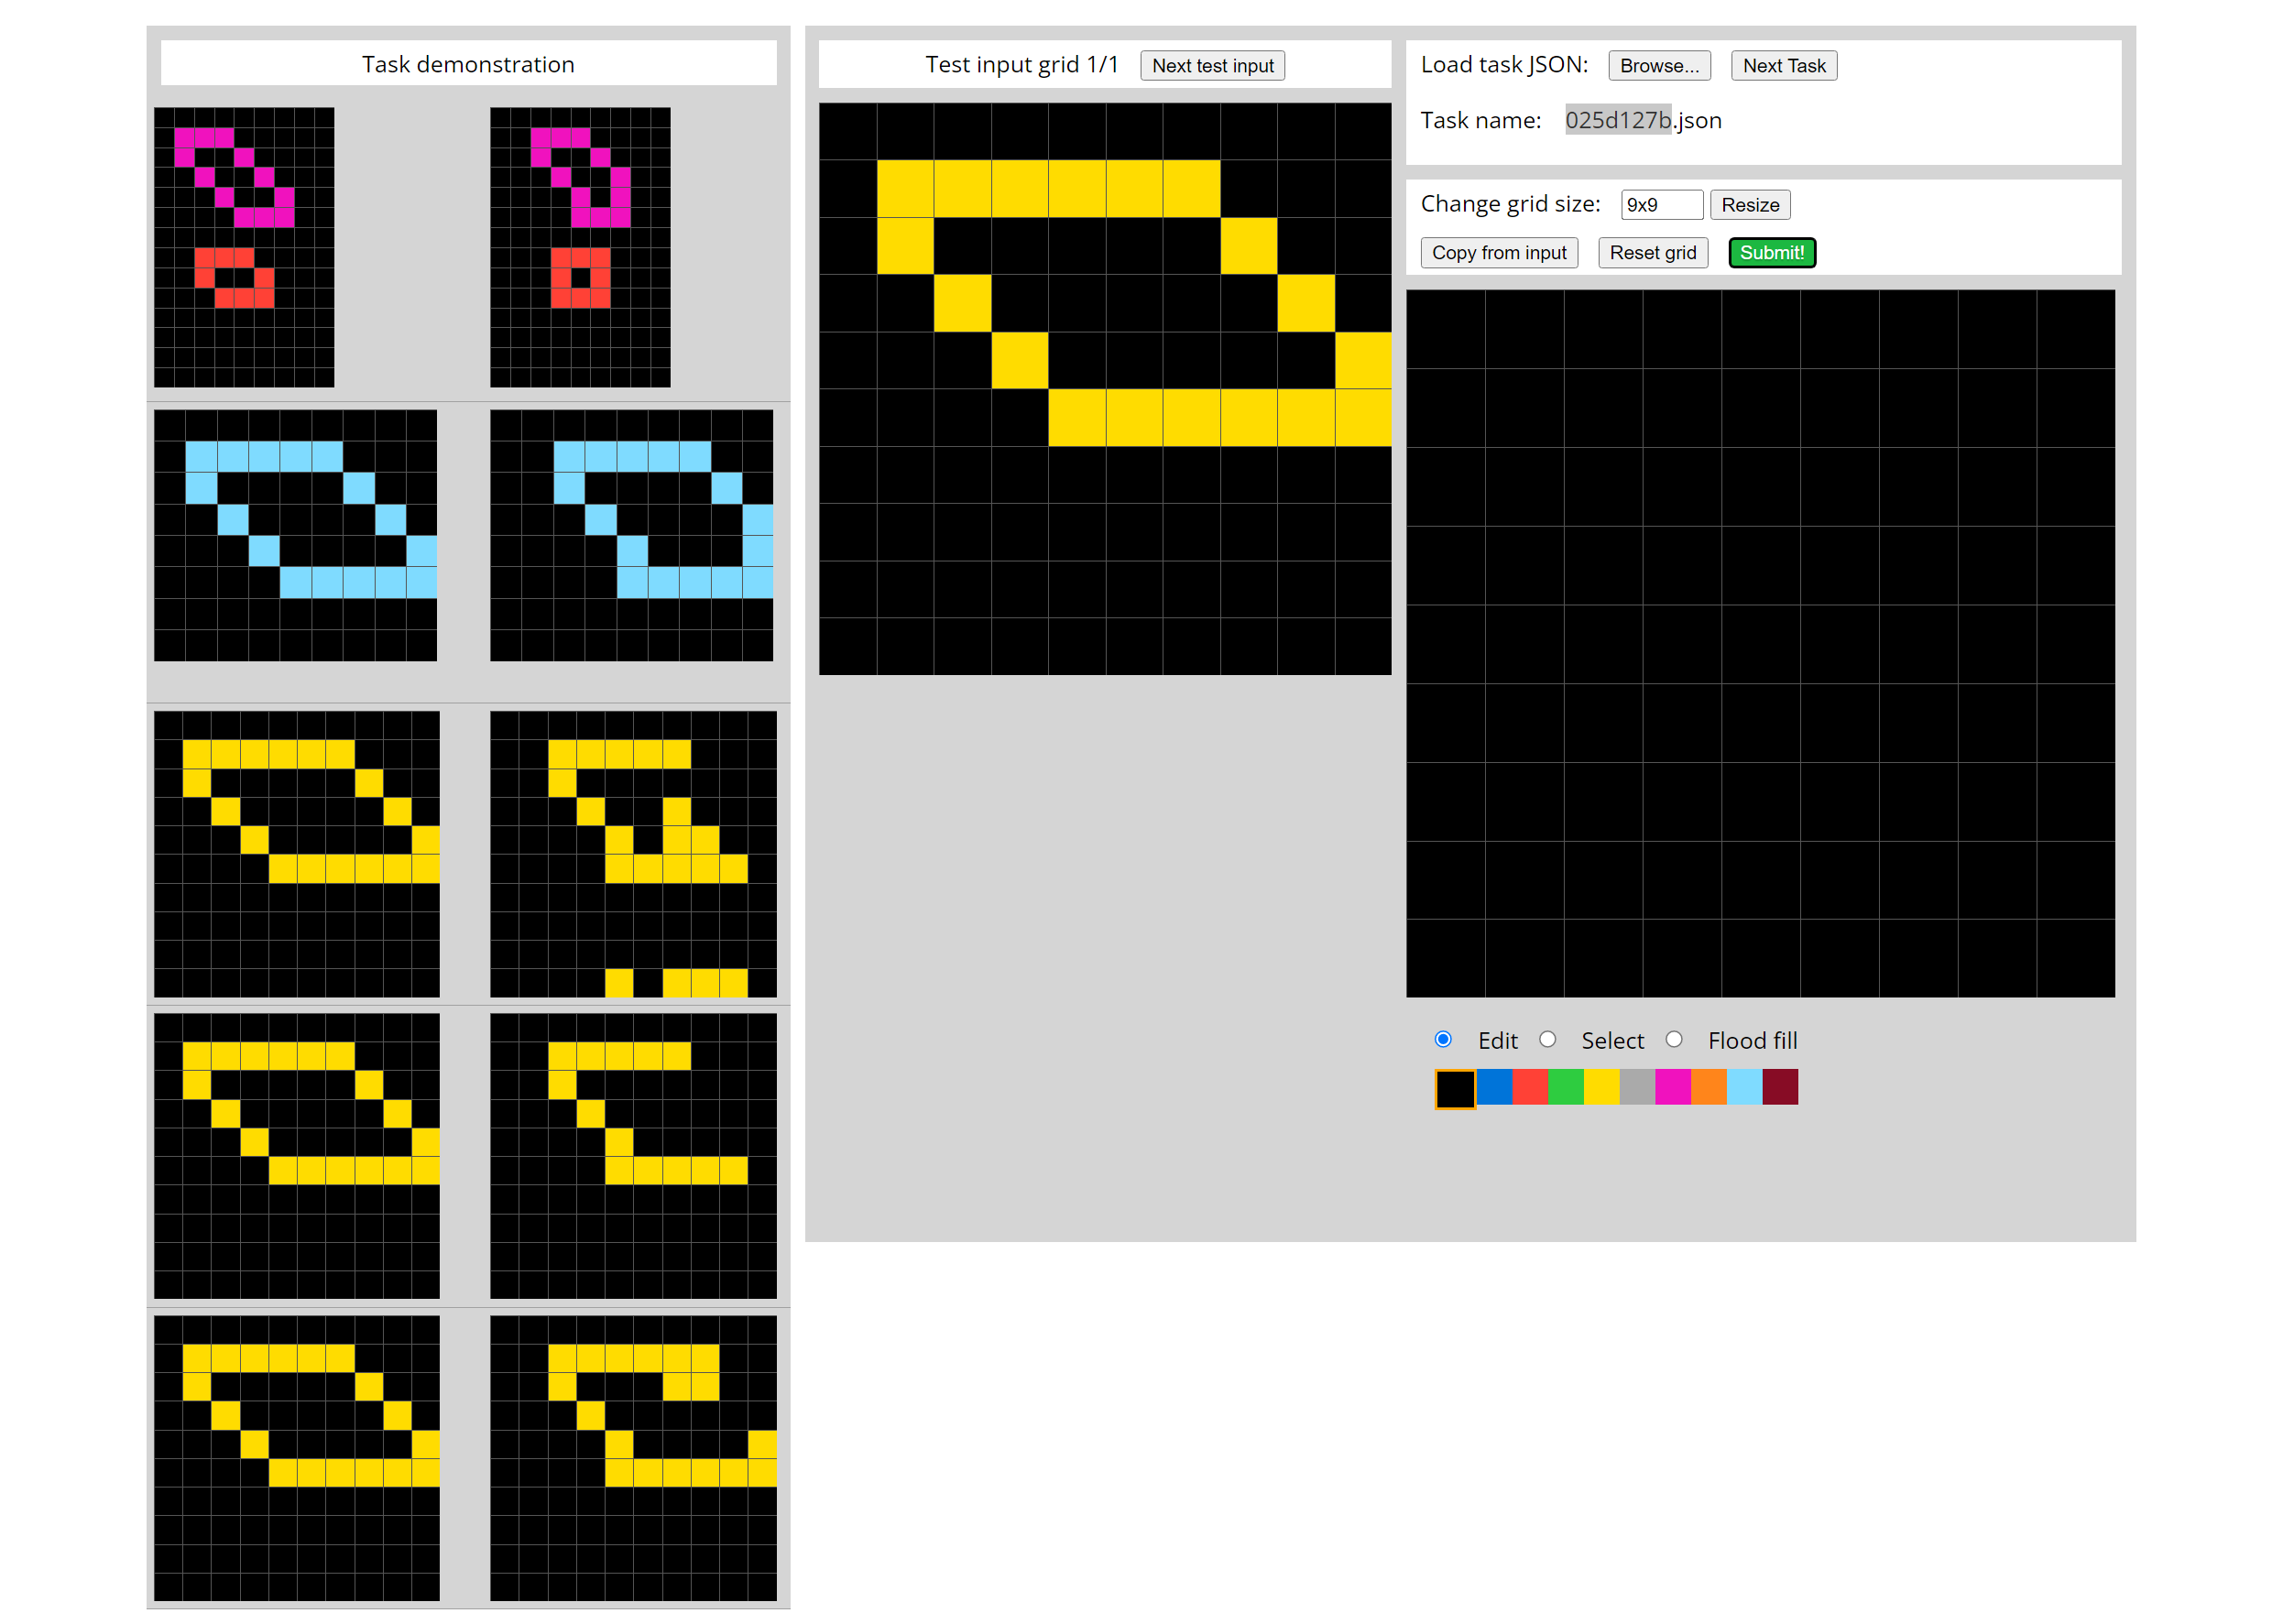 Task demonstration
Test input grid 1/1 Next test input
Load task JSON: Browse... Next Task
Task name: 025d127b.json
Change grid size: 9x9 Resize
Copy from input Reset grid Submit!
Edit Select Flood fill